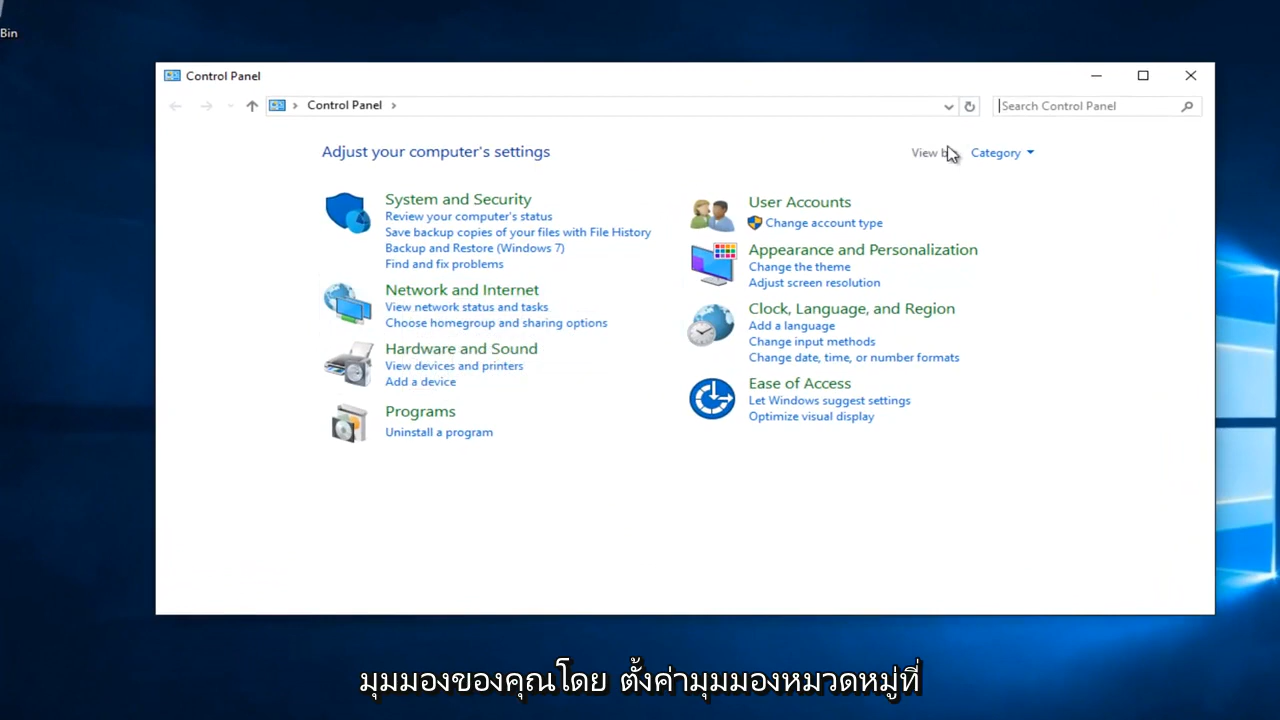 Bin
Control Panel
Control Panel
Search Control Panel
Adjust your computer's settings
View b
Category
System and Security
Review your computer's status
Save backup copies of your files with File History
Backup and Restore (Windows 7)
Find and fix problems
Network and Internet
View network status and tasks
Choose homegroup and sharing options
Hardware and Sound
View devices and printers
Add a device
Programs
Uninstall a program
User Accounts
Change account type
Appearance and Personalization
Change the theme
Adjust screen resolution
Clock, Language, and Region
Add a language
Change input methods
Change date, time, or number formats
Ease of Access
Let Windows suggest settings
Optimize visual display
มุมมองของคุณโดย ตั้งค่ามุมมองหมวดหมู่ที่